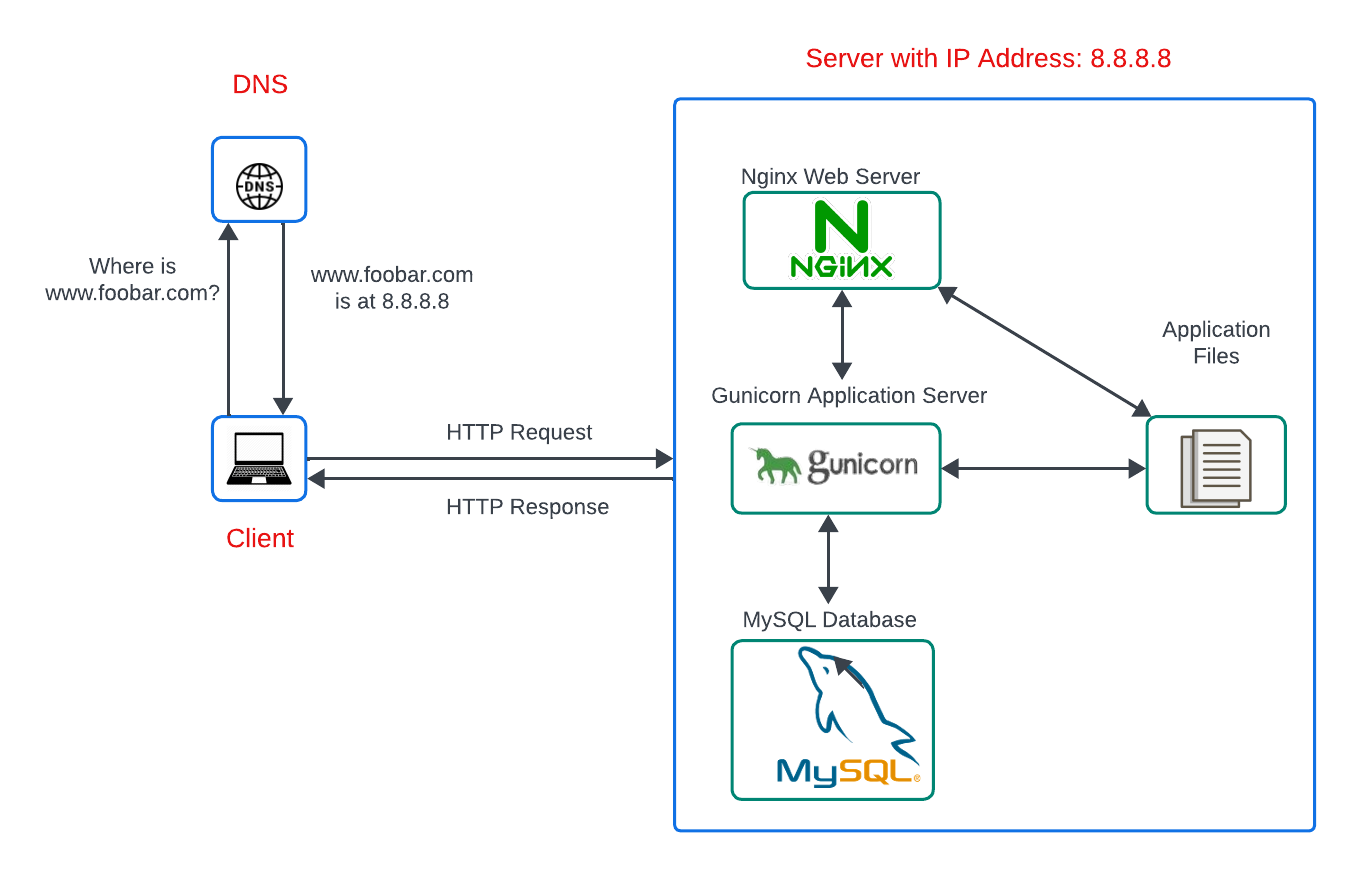 Server with IP Address: 8.8.8.8
DNS
DNS
Where is
www.foobar.com?
www.foobar.com
is at 8.8.8.8
Client
HTTP Request
HTTP Response
Nginx Web Server
NGiNX
Application
Files
Gunicorn Application Server
gunicorn
MySQL Database
MySQL®